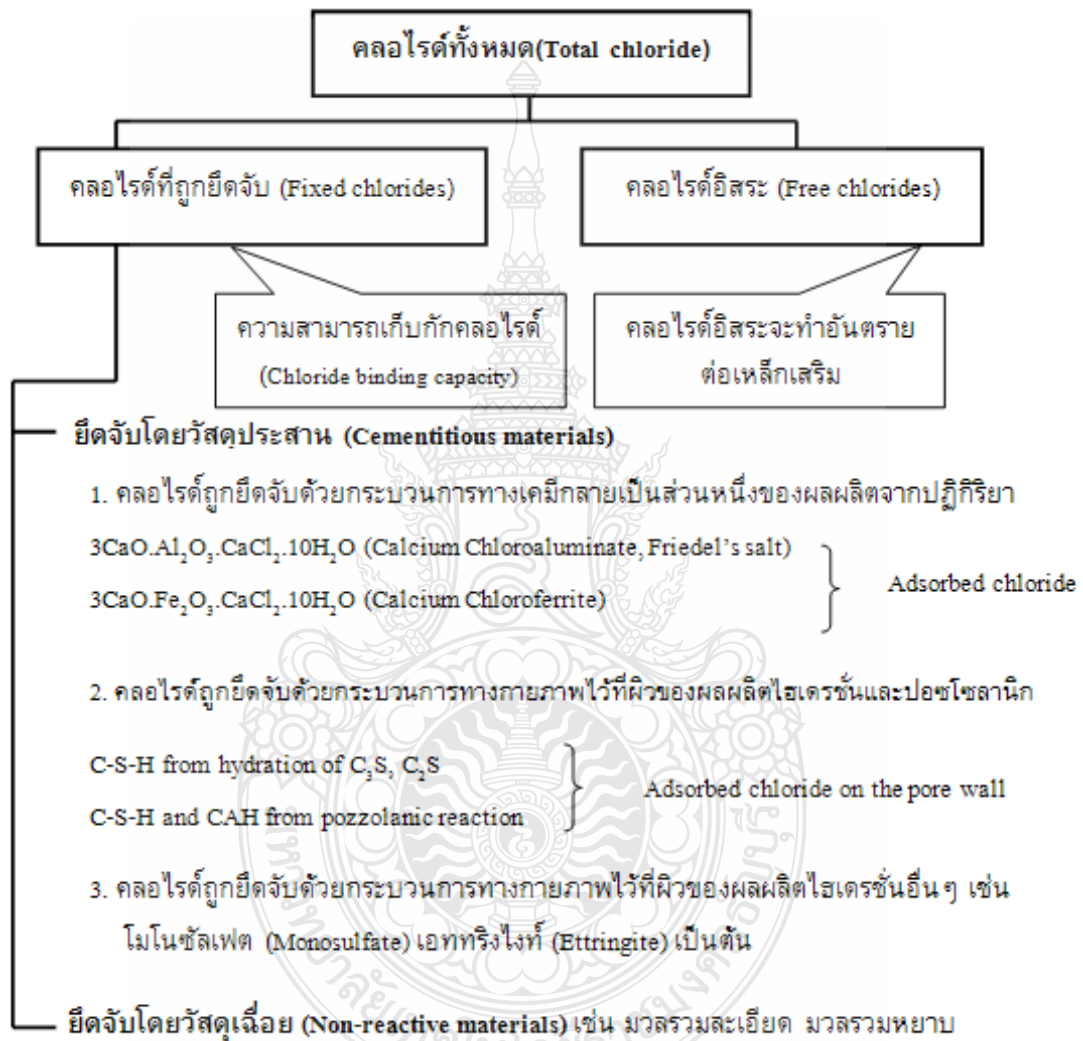 คลอไรด์ทั้งหมด(Total chloride)
คลอไรด์ที่ถูกยึดจับ (Fixed chlorides)
คลอไรด์อิสระ (Free chlorides)
ความสามารถเก็บกักคลอไรด์
(Chloride binding capacity)
คลอไรด์อิสระจะทำอันตราย
ต่อเหล็กเสริม
ยึดจับโดยวัสดุประสาน (Cementitious materials)
1. คลอไรด์ถูกยึดจับด้วยกระบวนการทางเคมีกลายเป็นส่วนหนึ่งของผลผลิตจากปฏิกิริยา
3CaO.Al₂O₃.CaCl₂.10H₂O (Calcium Chloroaluminate, Friedel's salt)
3CaO.Fe₂O₃.CaCl₂.10H₂O (Calcium Chloroferrite)
Adsorbed chloride
2. คลอไรด์ถูกยึดจับด้วยกระบวนการทางกายภาพไว้ที่ผิวของผลผลิตไฮเดรชั่นและปอซโซลานิก
C-S-H from hydration of C₃S, C₂S
C-S-H and CAH from pozzolanic reaction
Adsorbed chloride on the pore wall
3. คลอไรด์ถูกยึดจับด้วยกระบวนการทางกายภาพไว้ที่ผิวของผลผลิตไฮเดรชั่นอื่นๆ เช่น
โมโนซัลเฟต (Monosulfate) เอททริงไงท์ (Ettringite) เป็นต้น
ยึดจับโดยวัสดุเฉื่อย (Non-reactive materials) เช่น มวลรวมละเอียด มวลรวมหยาบ